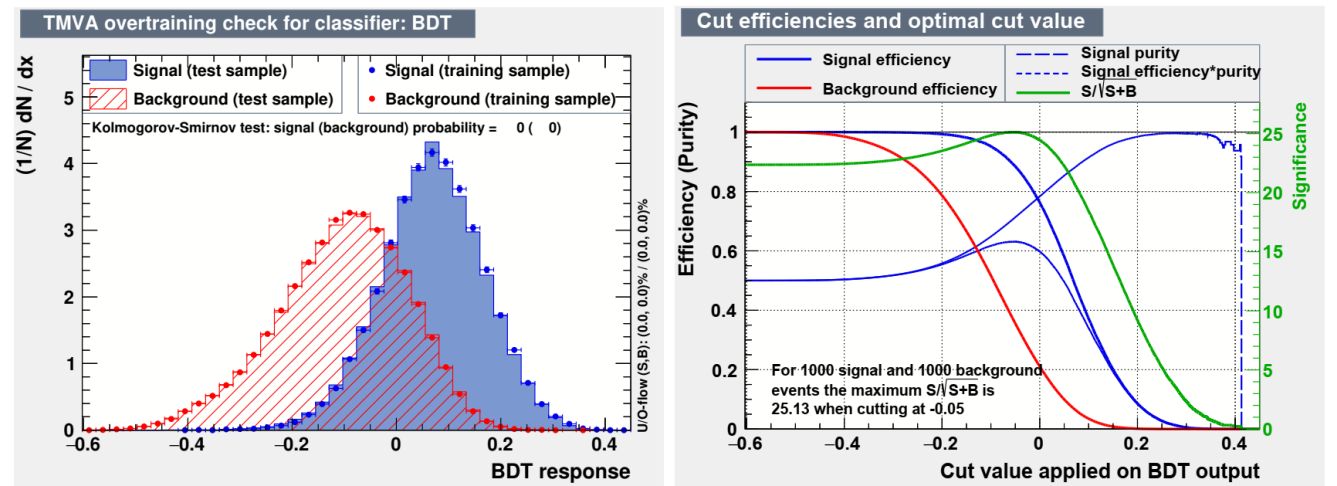 TMVA overtraining check for classifier: BDT
Signal (test sample)
Background (test sample)
Signal (training sample)
Background (training sample)
Kolmogorov-Smirnov test: signal (background) probability = 0 ( 0)
(1/N) dN / dx
5
4
3
2
1
0
−0.6 −0.4 −0.2 0 0.2 0.4
BDT response
U/O-flow (S,B): (0.0, 0.0)% / (0.0, 0.0)%
Cut efficiencies and optimal cut value
Signal efficiency
Background efficiency
Signal purity
Signal efficiency*purity
S/√S+B
Efficiency (Purity)
1
0.8
0.6
0.4
0.2
0
25
20
15
10
5
0
Significance
For 1000 signal and 1000 background
events the maximum S/√S+B is
25.13 when cutting at -0.05
−0.6 −0.4 −0.2 0 0.2 0.4
Cut value applied on BDT output